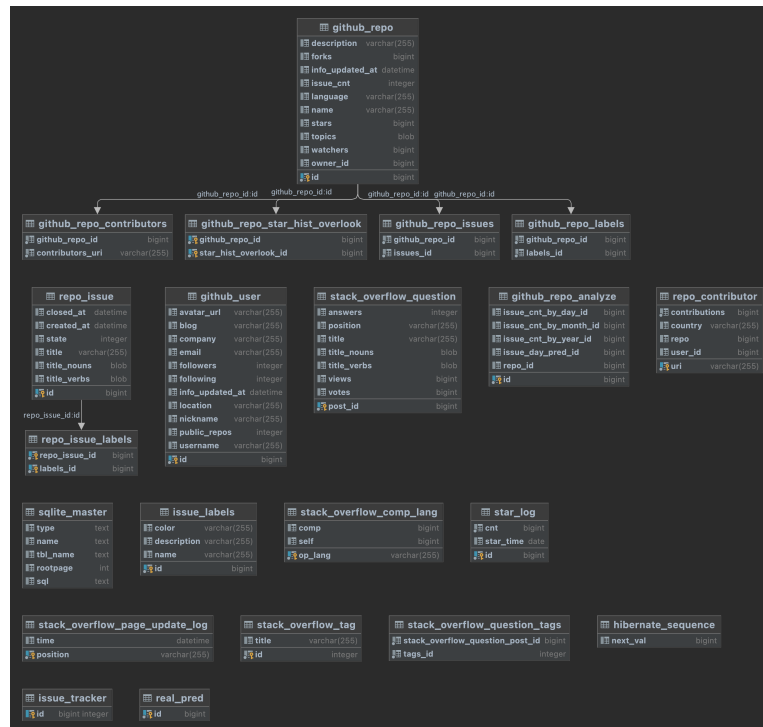 github_repo
description varchar(255)
forks bigint
info_updated_at datetime
issue_cnt integer
language varchar(255)
name varchar(255)
stars bigint
topics blob
watchers bigint
owner_id bigint
id bigint
github_repo_id:id github_repo_id:id github_repo_id:id github_repo_id:id
github_repo_contributors
github_repo_id bigint
contributors_uri varchar(255)
github_repo_star_hist_overlook
github_repo_id bigint
star_hist_overlook_id bigint
github_repo_issues
github_repo_id bigint
issues_id bigint
github_repo_labels
github_repo_id bigint
labels_id bigint
repo_issue
closed_at datetime
created_at datetime
state integer
title varchar(255)
title_nouns blob
title_verbs blob
id bigint
repo_issue_id:id
repo_issue_labels
repo_issue_id bigint
labels_id bigint
github_user
avatar_url varchar(255)
blog varchar(255)
company varchar(255)
email varchar(255)
followers integer
following integer
info_updated_at datetime
location varchar(255)
nickname varchar(255)
public_repos integer
username varchar(255)
id bigint
stack_overflow_question
answers integer
position varchar(255)
title varchar(255)
title_nouns blob
title_verbs blob
views bigint
votes bigint
post_id bigint
github_repo_analyze
issue_cnt_by_day_id bigint
issue_cnt_by_month_id bigint
issue_cnt_by_year_id bigint
issue_day_pred_id bigint
repo_id bigint
id bigint
repo_contributor
contributions bigint
country varchar(255)
repo bigint
user_id bigint
uri varchar(255)
sqlite_master
type text
name text
tbl_name text
rootpage int
sql text
issue_labels
color varchar(255)
description varchar(255)
name varchar(255)
id bigint
stack_overflow_comp_lang
comp bigint
self bigint
op_lang varchar(255)
star_log
cnt bigint
star_time date
id bigint
stack_overflow_page_update_log
time datetime
position varchar(255)
stack_overflow_tag
title varchar(255)
id integer
stack_overflow_question_tags
stack_overflow_question_post_id bigint
tags_id integer
hibernate_sequence
next_val bigint
issue_tracker
id bigint integer
real_pred
id bigint